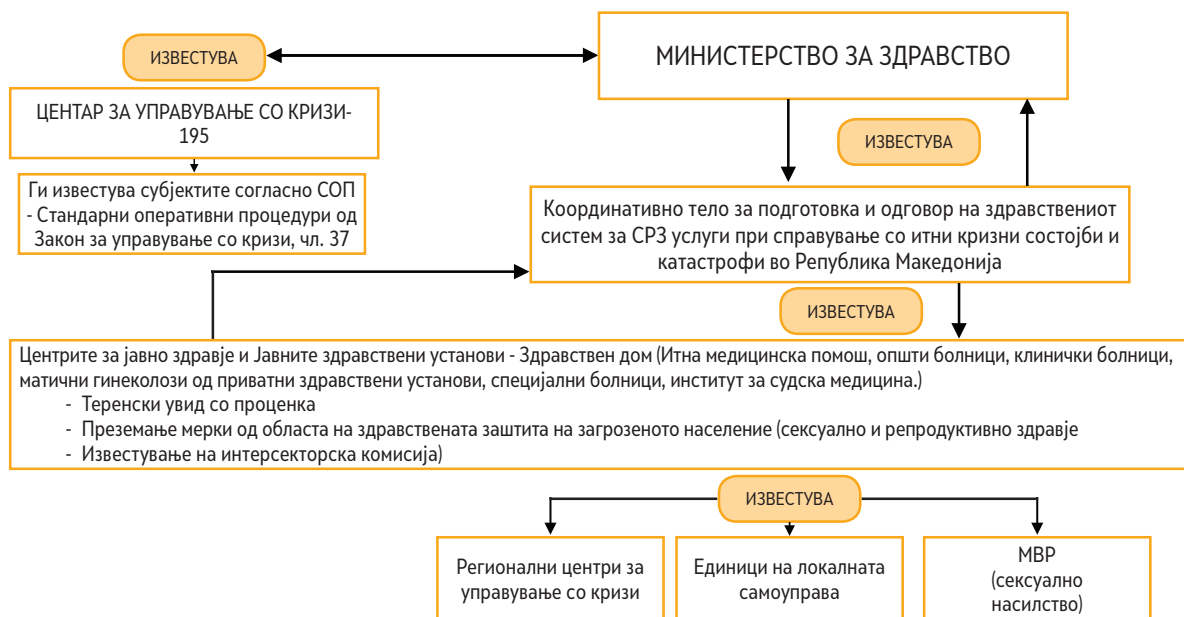 ИЗВЕСТУВА
МИНИСТЕРСТВО ЗА ЗДРАВСТВО
ЦЕНТАР ЗА УПРАВУВАЊЕ СО КРИЗИ-
195
ИЗВЕСТУВА
Ги известува субјектите согласно СОП
- Стандарни оперативни процедури од
Закон за управување со кризи, чл. 37
Координативно тело за подготовка и одговор на здравствениот
систем за СРЗ услуги при справување со итни кризни состојби и
катастрофи во Република Македонија
ИЗВЕСТУВА
Центрите за јавно здравје и Јавните здравствени установи - Здравствен дом (Итна медицинска помош, општи болници, клинички болници,
матични гинеколози од приватни здравствени установи, специјални болници, институт за судска медицина.)
- Теренски увид со проценка
- Преземање мерки од областа на здравствената заштита на загрозеното население (сексуално и репродуктивно здравје
- Известување на интерсекторска комисија)
ИЗВЕСТУВА
Регионални центри за
управување со кризи
Единици на локалната
самоуправа
МВР
(сексуално
насилство)